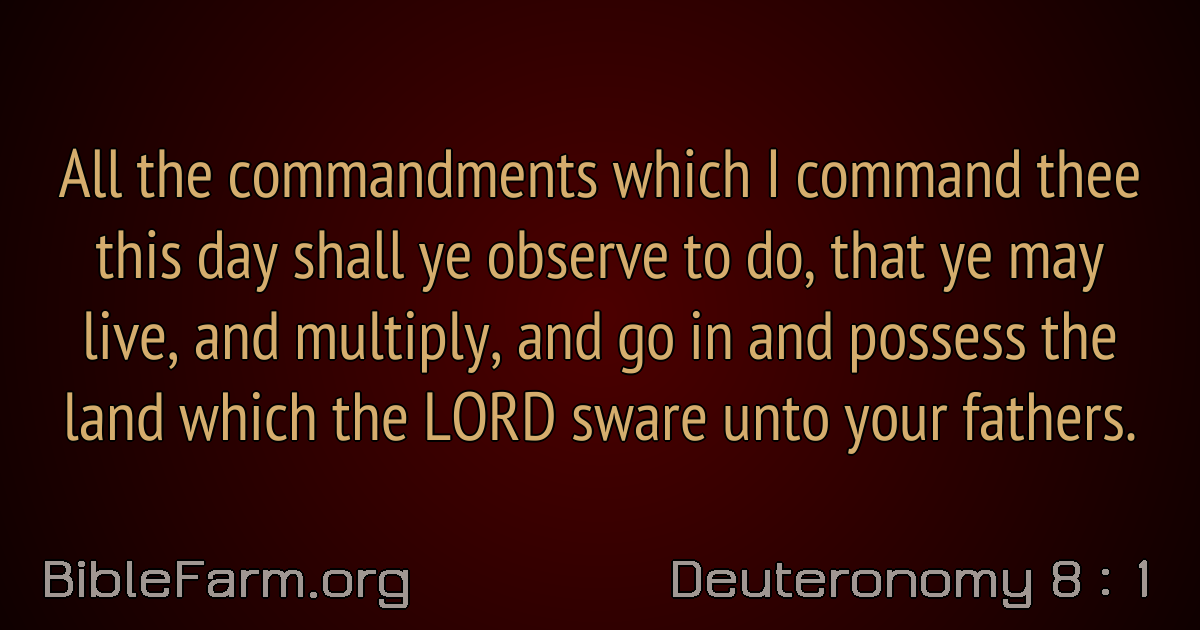 All the commandments which I command thee
this day shall ye observe to do, that ye may
live, and multiply, and go in and possess the
land which the LORD sware unto your fathers.
BibleFarm.org
Deuteronomy 8 : 1